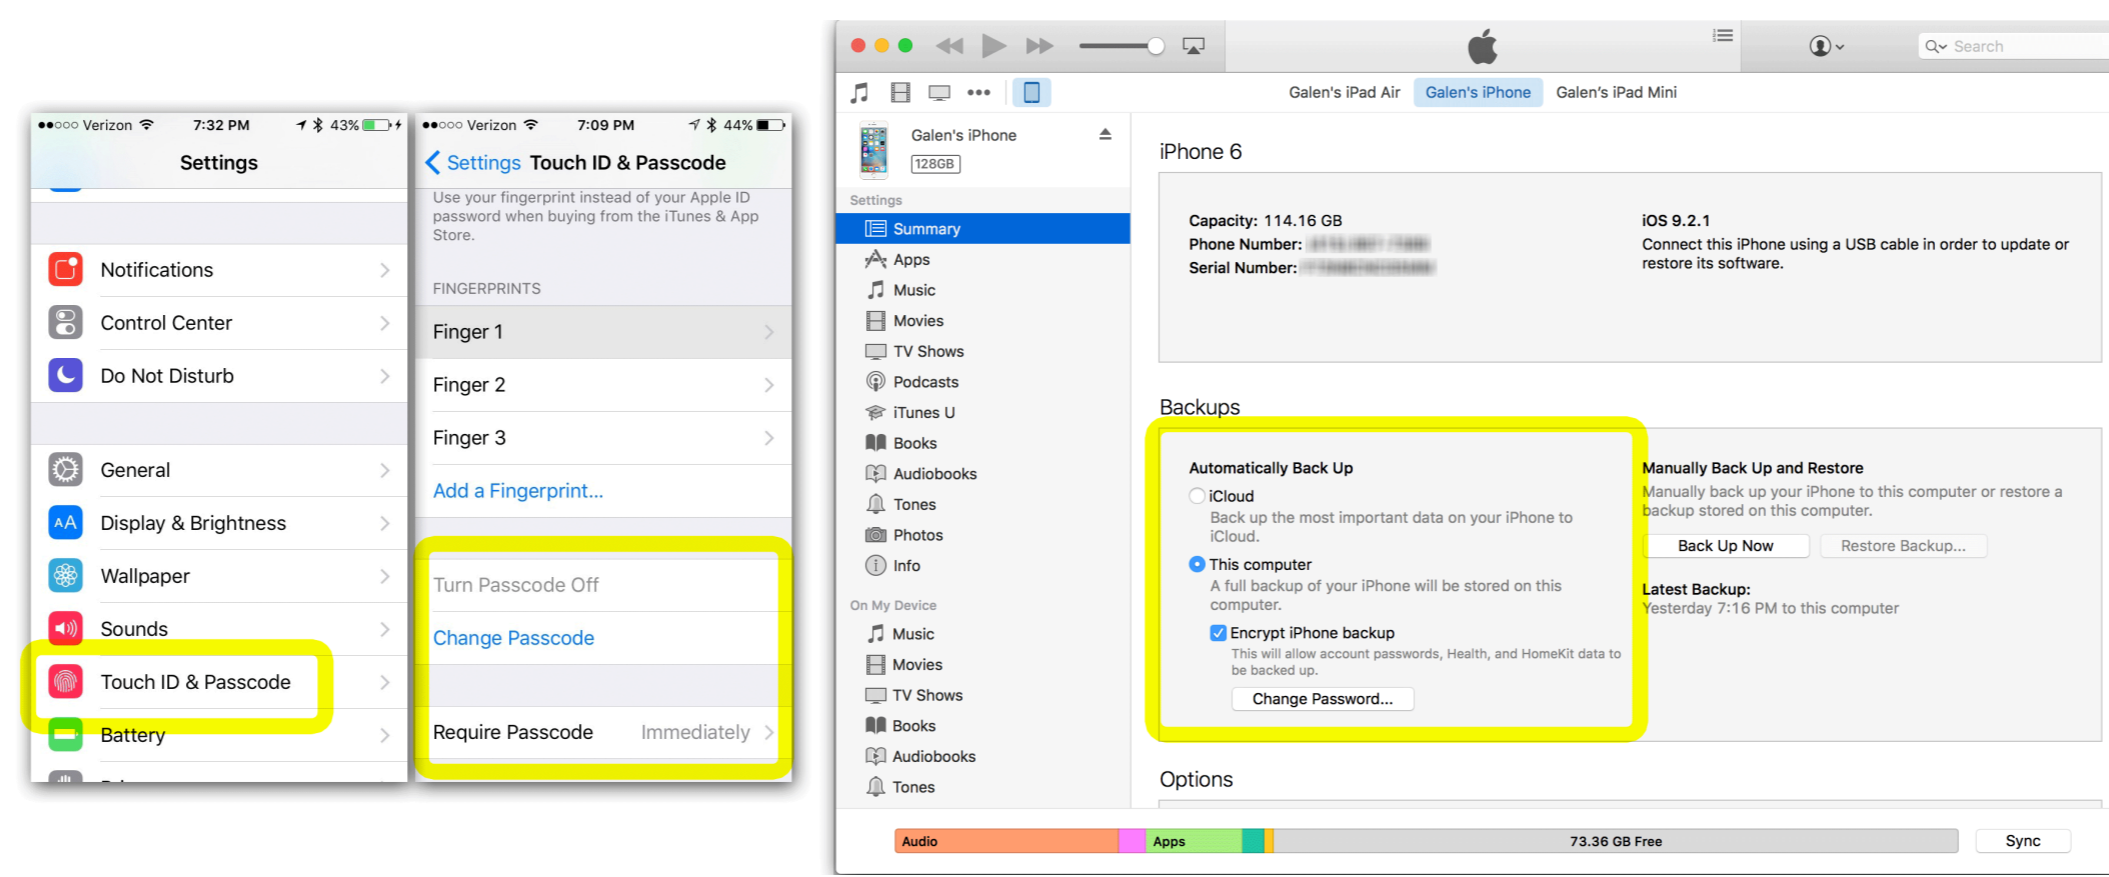 Verizon 7:32 PM 43%
Settings
Notifications
Control Center
Do Not Disturb
General
AA Display & Brightness
Wallpaper
Sounds
Touch ID & Passcode
Battery
Verizon 7:09 PM 44%
Settings Touch ID & Passcode
Use your fingerprint instead of your Apple ID
password when buying from the iTunes & App
Store.
FINGERPRINTS
Finger 1
Finger 2
Finger 3
Add a Fingerprint...
Turn Passcode Off
Change Passcode
Require Passcode Immediately
Search
Galen's iPad Air Galen's iPhone Galen's iPad Mini
Galen's iPhone
128GB
Settings
Summary
Apps
Music
Movies
TV Shows
Podcasts
iTunes U
Books
Audiobooks
Tones
Photos
Info
On My Device
Music
Movies
TV Shows
Books
Audiobooks
Tones
iPhone 6
Capacity: 114.16 GB
Phone Number:
Serial Number:
iOS 9.2.1
Connect this iPhone using a USB cable in order to update or
restore its software.
Backups
Automatically Back Up
iCloud
Back up the most important data on your iPhone to
iCloud.
This computer
A full backup of your iPhone will be stored on this
computer.
Encrypt iPhone backup
This will allow account passwords, Health, and HomeKit data to
be backed up.
Change Password...
Manually Back Up and Restore
Manually back up your iPhone to this computer or restore a
backup stored on this computer.
Back Up Now Restore Backup...
Latest Backup:
Yesterday 7:16 PM to this computer
Options
Audio Apps 73.36 GB Free Sync